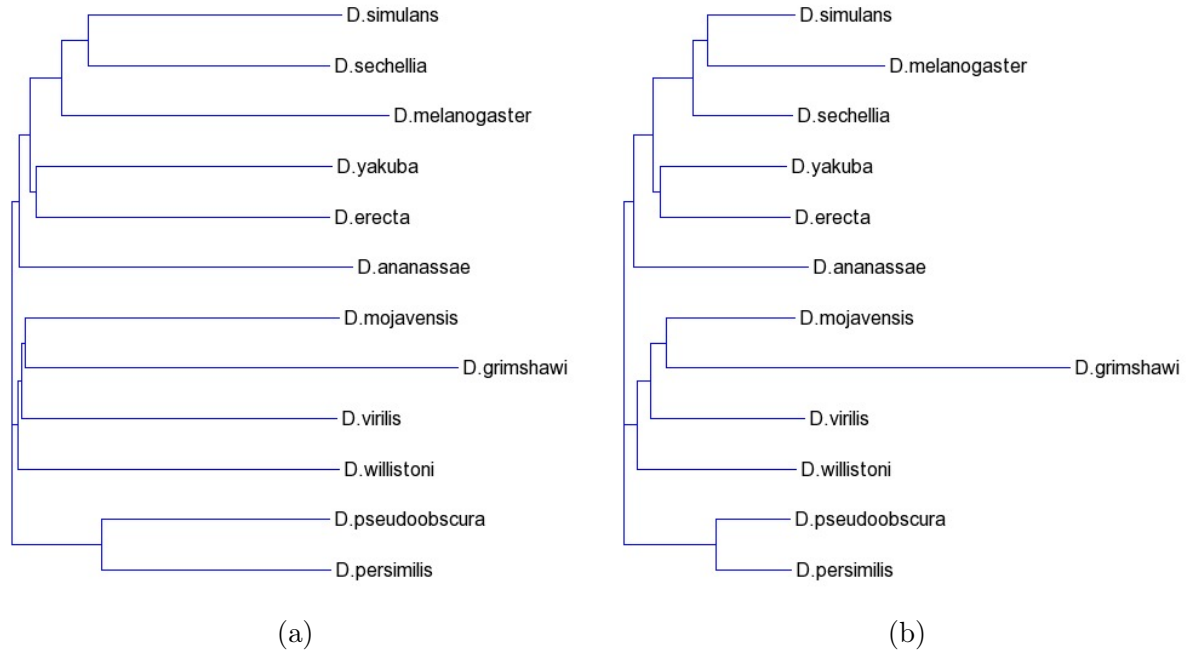 D.simulans
D.sechellia
D.melanogaster
D.yakuba
D.erecta
D.ananassae
D.mojavensis
D.grimshawi
D.virilis
D.willistoni
D.pseudoobscura
D.persimilis
(a)
D.simulans
D.melanogaster
D.sechellia
D.yakuba
D.erecta
D.ananassae
D.mojavensis
D.grimshawi
D.virilis
D.willistoni
D.pseudoobscura
D.persimilis
(b)